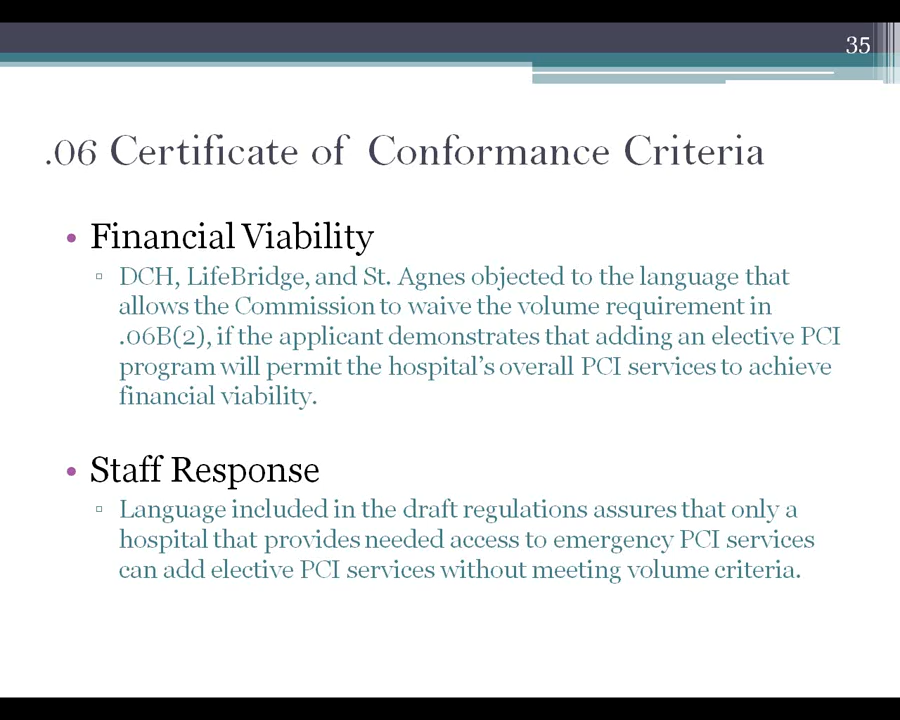 35
.06 Certificate of Conformance Criteria
• Financial Viability
▫ DCH, LifeBridge, and St. Agnes objected to the language that
allows the Commission to waive the volume requirement in
.06B(2), if the applicant demonstrates that adding an elective PCI
program will permit the hospital's overall PCI services to achieve
financial viability.
• Staff Response
▫ Language included in the draft regulations assures that only a
hospital that provides needed access to emergency PCI services
can add elective PCI services without meeting volume criteria.